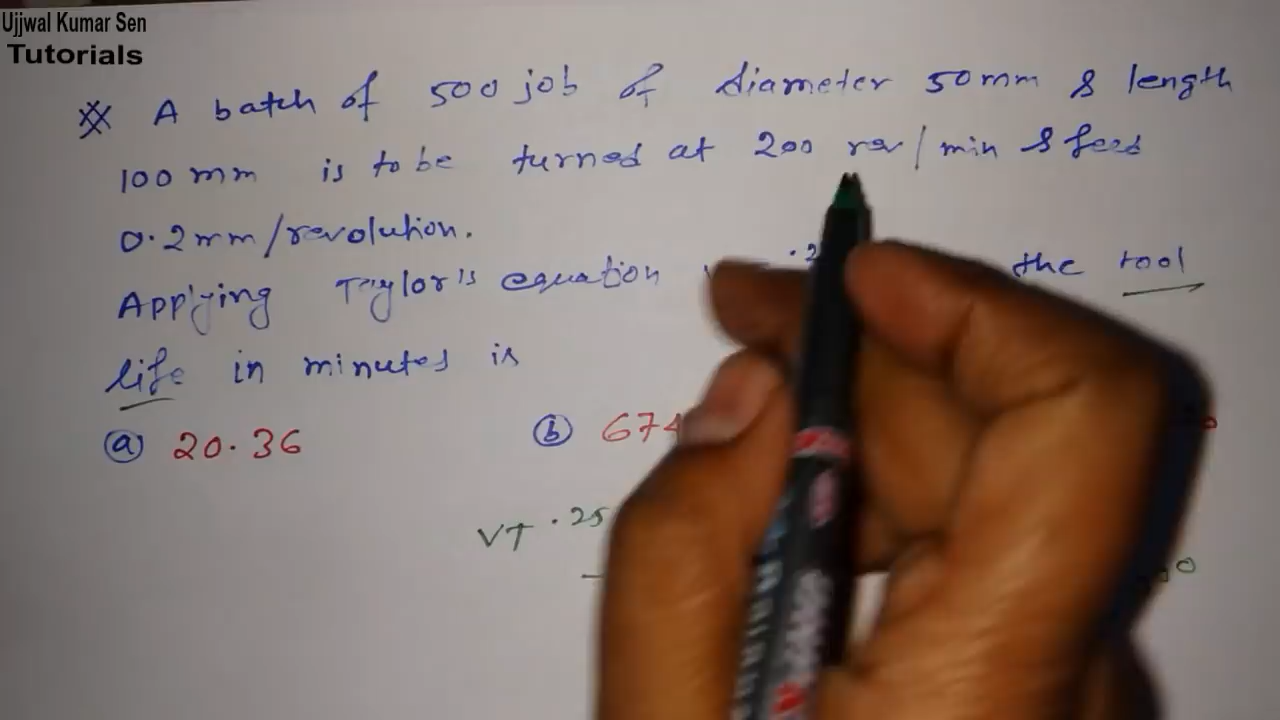 Ujjwal Kumar Sen
Tutorials
A batch of 500 job of diameter 50mm & length
100 mm is to be turned at 200 rev/min & feed
0.2mm/revolution.
Applying Taylor's equation the tool
life in minutes is
(a) 20.36 (b) 674
VT .25